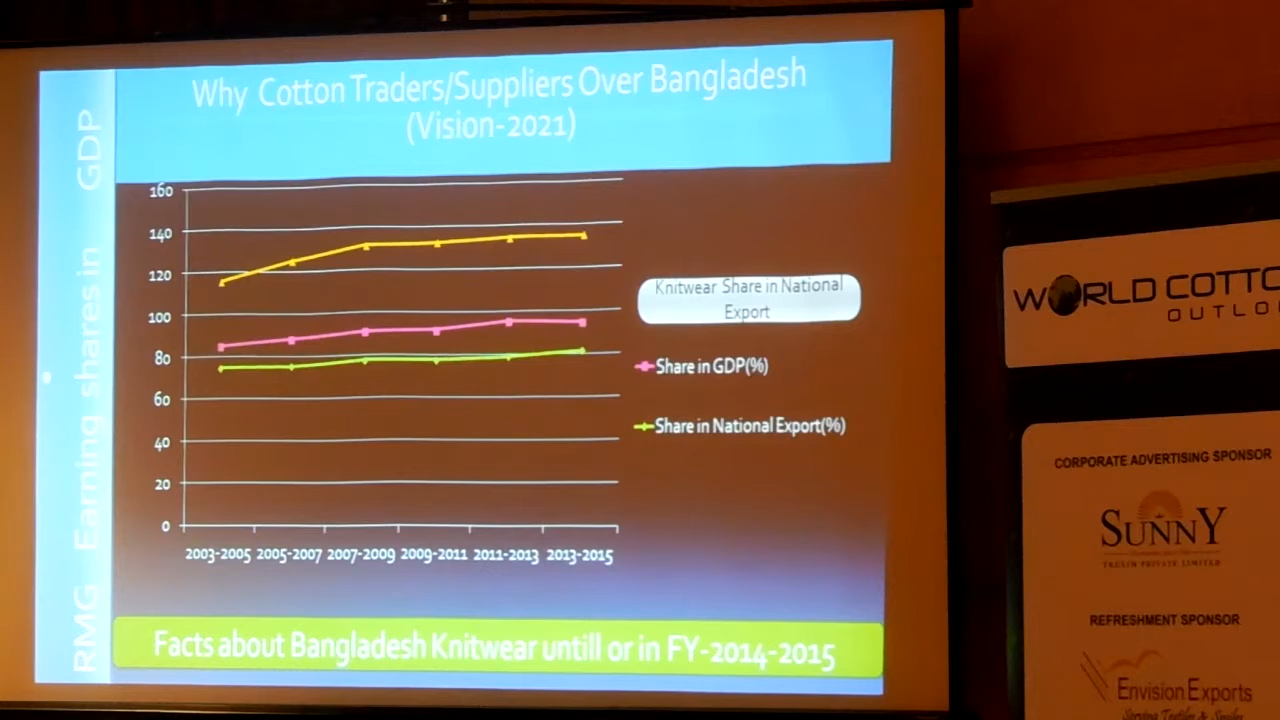 Why Cotton Traders/Suppliers Over Bangladesh
(Vision-2021)
RMG Earning shares in GDP
160
140
120
100
80
60
40
20
0
2003-2005 2005-2007 2007-2009 2009-2011 2011-2013 2013-2015
Knitwear Share in National
Export
Share in GDP(%)
Share in National Export(%)
Facts about Bangladesh Knitwear untill or in FY-2014-2015
WORLD COTTO
OUTLO
CORPORATE ADVERTISING SPONSOR
SUNNY
PRIVATE LIMITED
REFRESHMENT SPONSOR
Envision Exports